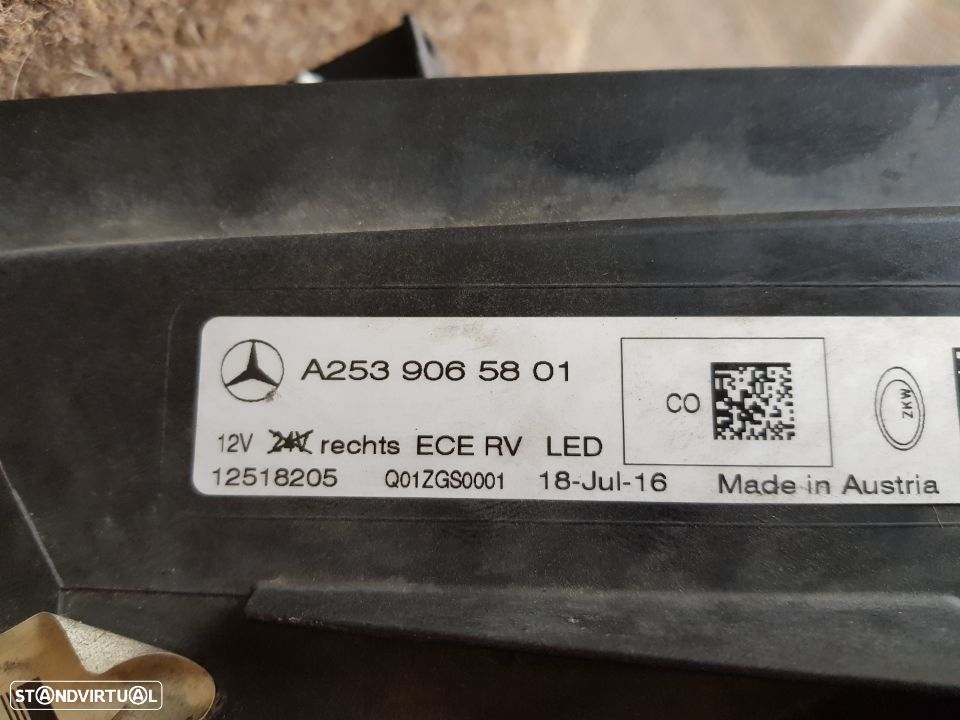 A253 906 58 01
CO
ZKW
12V 24V rechts ECE RV LED
12518205 Q01ZGS0001 18-Jul-16 Made in Austria
STANDVIRTUAL